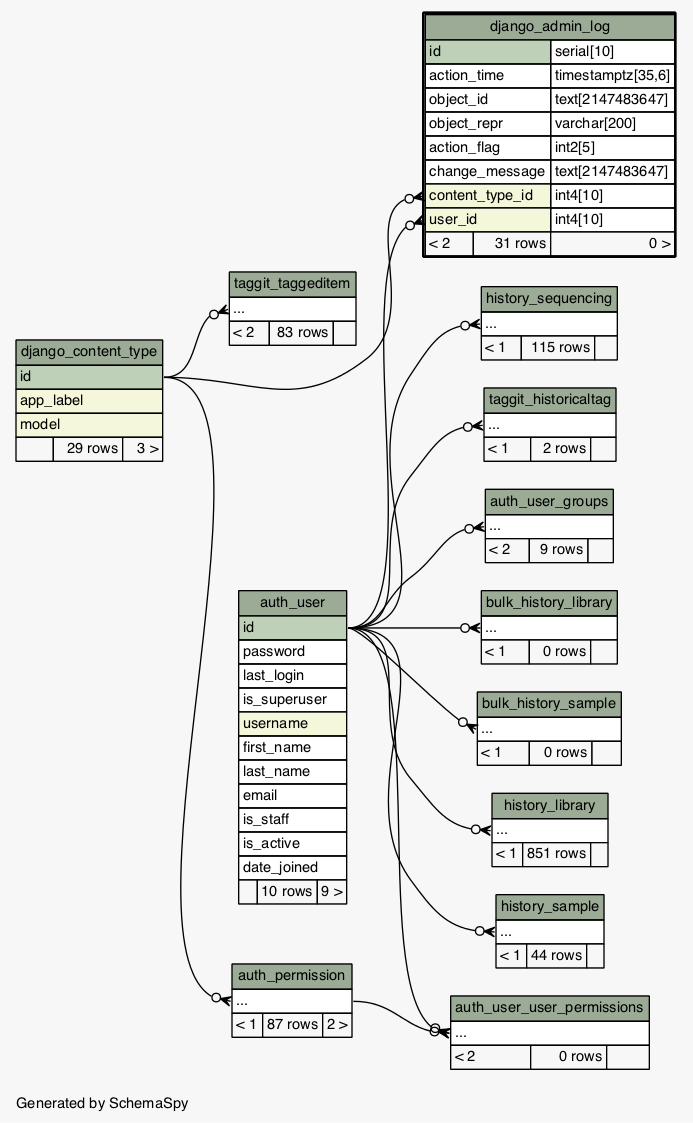 django_admin_log
id serial[10]
action_time timestamptz[35,6]
object_id text[2147483647]
object_repr varchar[200]
action_flag int2[5]
change_message text[2147483647]
content_type_id int4[10]
user_id int4[10]
< 2 31 rows 0 >
taggit_taggeditem
...
< 2 83 rows
history_sequencing
...
< 1 115 rows
django_content_type
id
app_label
model
29 rows 3 >
taggit_historicaltag
...
< 1 2 rows
auth_user_groups
...
< 2 9 rows
auth_user
id
password
last_login
is_superuser
username
first_name
last_name
email
is_staff
is_active
date_joined
10 rows 9 >
bulk_history_library
...
< 1 0 rows
bulk_history_sample
...
< 1 0 rows
history_library
...
< 1 851 rows
history_sample
...
< 1 44 rows
auth_permission
...
< 1 87 rows 2 >
auth_user_user_permissions
...
< 2 0 rows
Generated by SchemaSpy